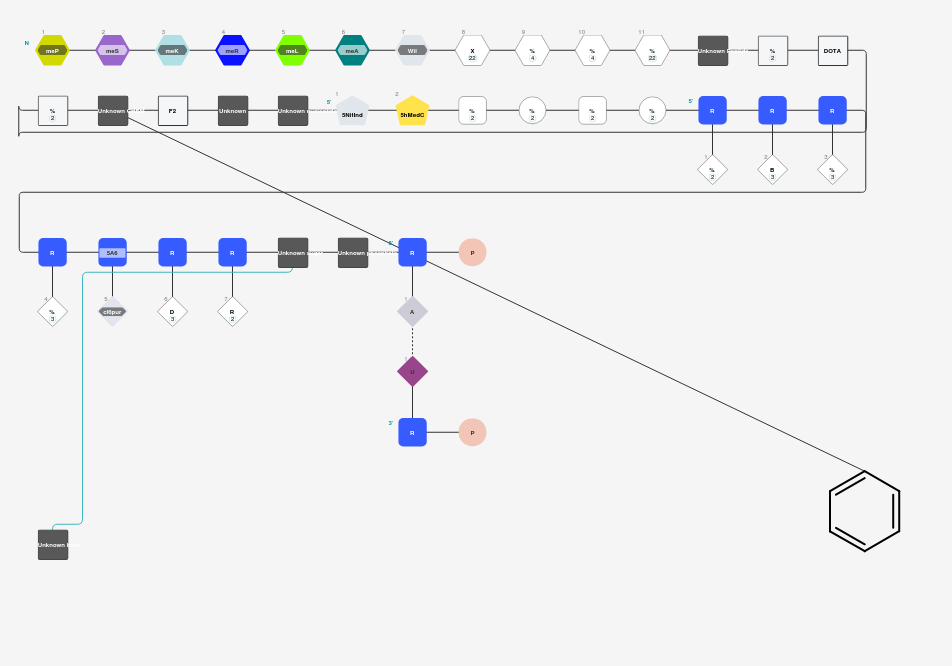 N 1 2 3 4 5 6 7 8 9 10 11
meP meS meK meR meL meA Wil X 22 % 4 % 4 % 22 Unknown % 2 DOTA
5' 1 2 5'
% 2 Unknown F2 Unknown Unknown 5NitInd 5hMedC % 2 % 2 % 2 % 2 R R R
1 2 3
% 2 B 3 % 3
5'
R 5A6 R R Unknown Unknown R P
4 5 6 7 1
% 3 cl6pur D 3 R 2 A
U
3'
R P
Unknown